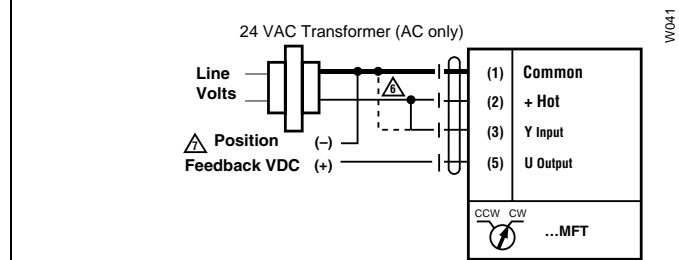 24 VAC Transformer (AC only)
W041
Line
Volts
(1) Common
6
(2) + Hot
(3) Y Input
7 Position (–)
Feedback VDC (+)
(5) U Output
CCW CW
...MFT